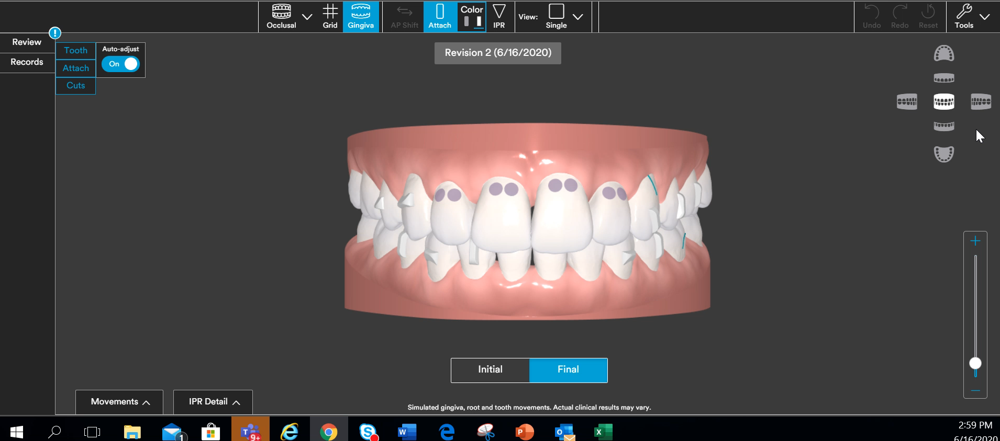 Occlusal
Grid
Gingiva
AP Shift
Attach
Color
IPR
View:
Single
Undo
Redo
Reset
Tools
!
Review
Records
Tooth
Attach
Cuts
Auto-adjust
On
Revision 2 (6/16/2020)
Initial
Final
Movements
IPR Detail
Simulated gingiva, root and tooth movements. Actual clinical results may vary.
1
T
9+
S
W
P
O
X
2:59 PM
6/16/2020